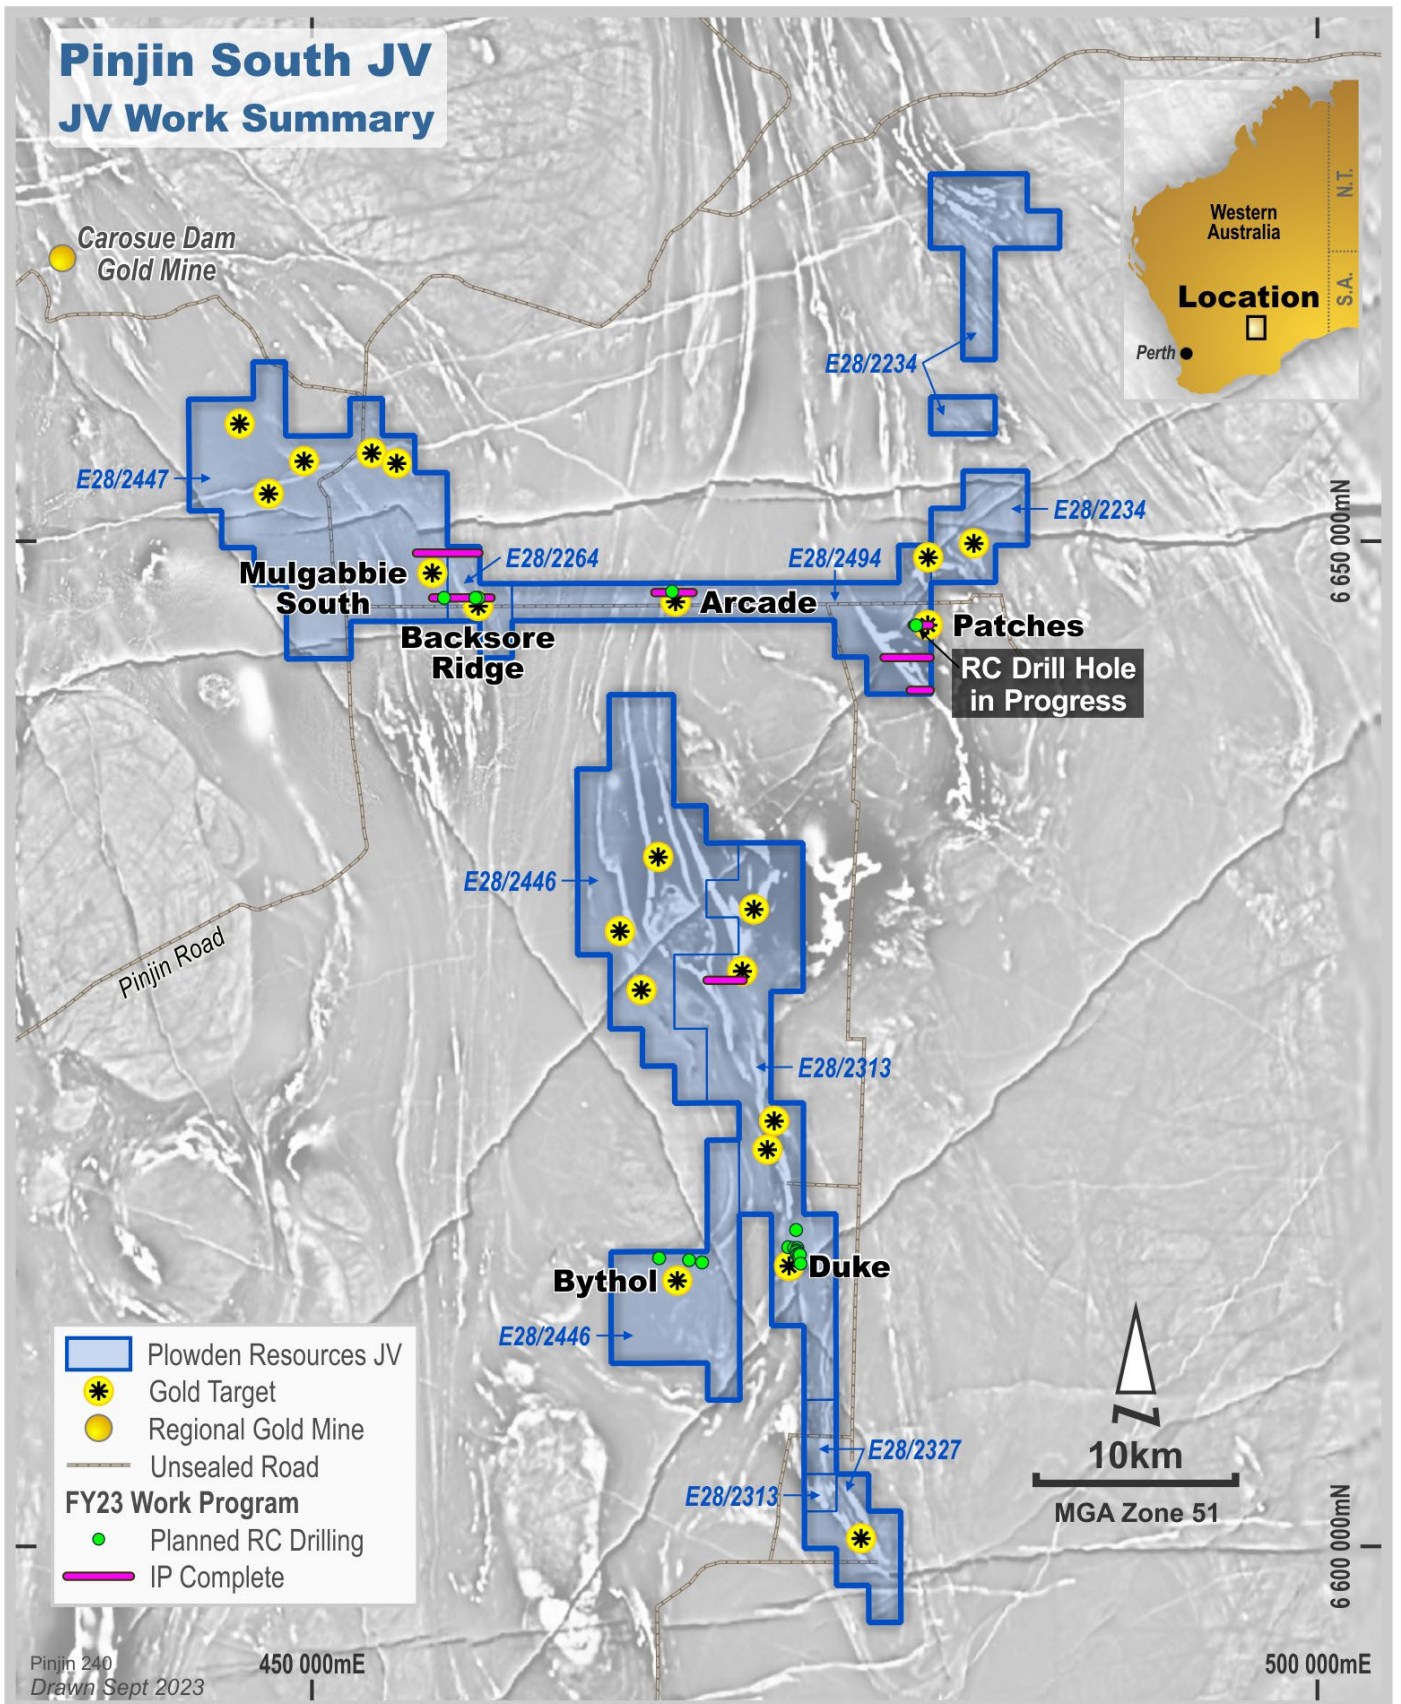 Pinjin South JV
JV Work Summary
Carosue Dam
Gold Mine
Western
Australia
N.T.
S.A.
Location
Perth
E28/2234
E28/2447
E28/2234
6 650 000mN
E28/2264
E28/2494
Mulgabbie
South
Arcade
Backsore
Ridge
Patches
RC Drill Hole
in Progress
E28/2446
Pinjin Road
E28/2313
Bythol
Duke
E28/2446
Plowden Resources JV
Gold Target
Regional Gold Mine
Unsealed Road
FY23 Work Program
Planned RC Drilling
IP Complete
E28/2327
E28/2313
N
10km
MGA Zone 51
6 600 000mN
Pinjin 240
Drawn Sept 2023
450 000mE
500 000mE